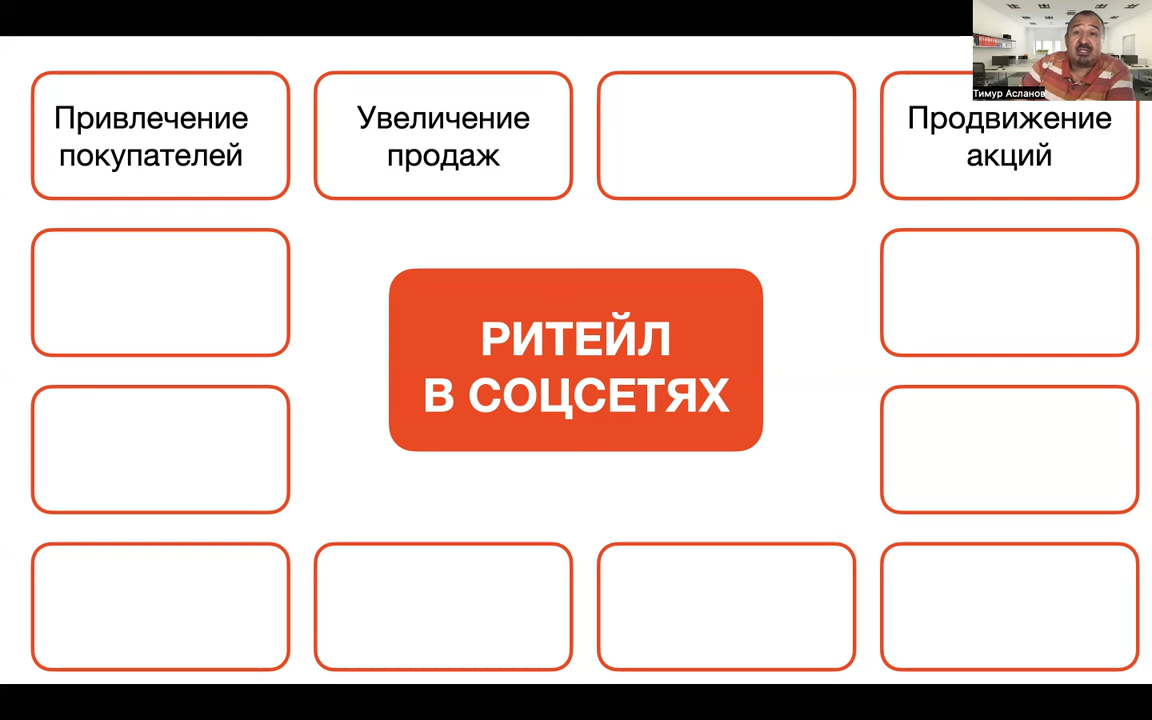 Привлечение
покупателей
Увеличение
продаж
Продвижение
акций
Тимур Асланов
РИТЕЙЛ
В СОЦСЕТЯХ